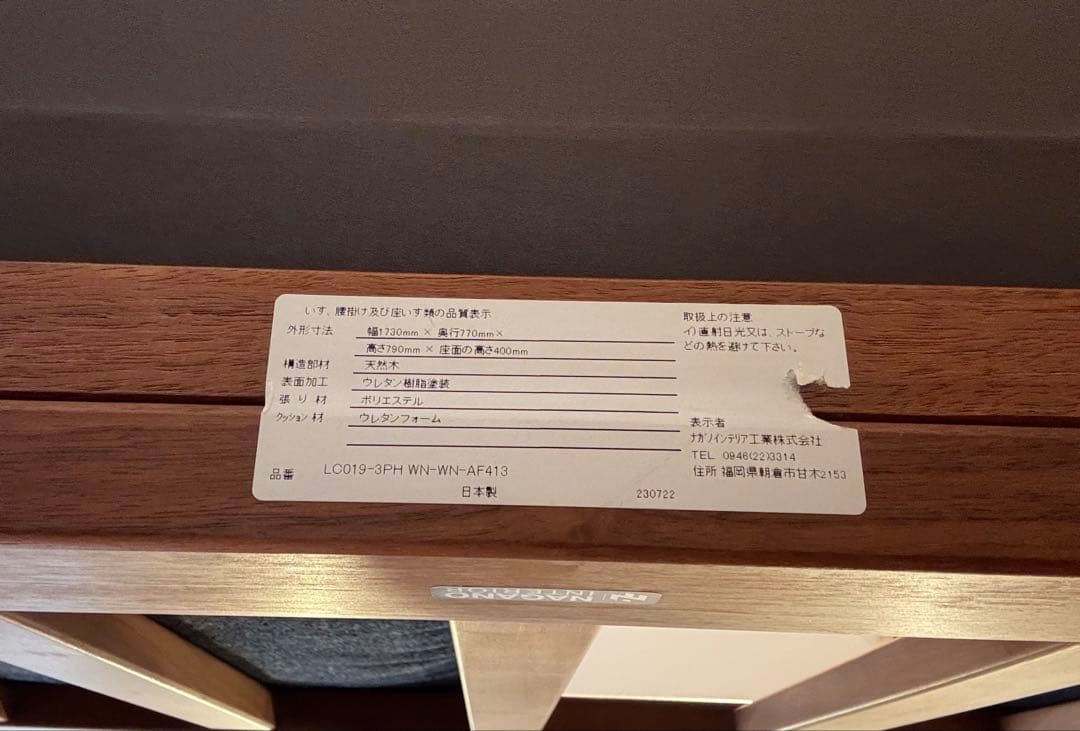 いす、腰掛け及び座いす類の品質表示
外形寸法 幅1730mm × 奥行770mm×
高さ790mm × 座面の高さ400mm
構造部材 天然木
表面加工 ウレタン樹脂塗装
張り材 ポリエステル
クッション材 ウレタンフォーム
品番 LC019-3PH WN-WN-AF413
日本製 230722
取扱上の注意
イ)直射日光又は、ストーブな
どの熱を避けて下さい。
表示者
ナガノインテリア工業株式会社
TEL 0946(22)3314
住所 福岡県朝倉市甘木2153
NAGANO
INTERIOR